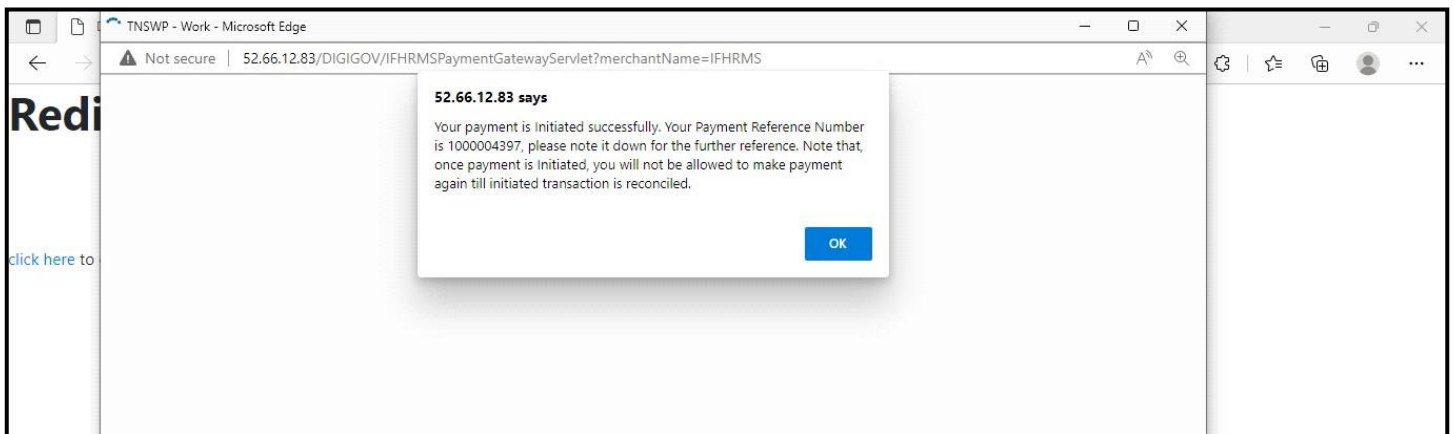 TNSWP - Work - Microsoft Edge
Not secure | 52.66.12.83/DIGIGOV/IFHRMSPaymentGatewayServlet?merchantName=IFHRMS
Redi
52.66.12.83 says
Your payment is Initiated successfully. Your Payment Reference Number
is 1000004397, please note it down for the further reference. Note that,
once payment is Initiated, you will not be allowed to make payment
again till initiated transaction is reconciled.
OK
click here to